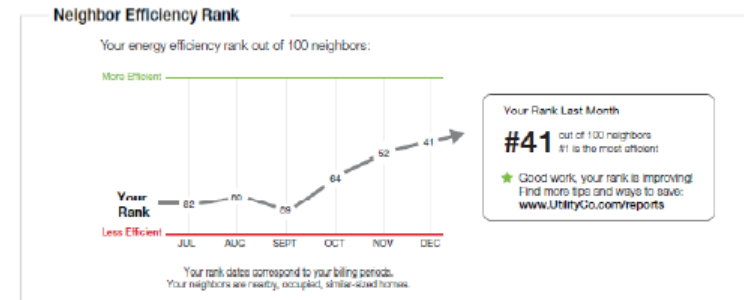 Neighbor Efficiency Rank
Your energy efficiency rank out of 100 neighbors:
More Efficient
Your Rank Last Month
#41 out of 100 neighbors
#1 is the most efficient
Good work, your rank is improving!
Find more tips and ways to save:
www.UtilityCo.com/reports
41
52
64
Your
Rank
82
80
89
Less Efficient
JUL AUG SEPT OCT NOV DEC
Your rank dates correspond to your billing periods.
Your neighbors are nearby, occupied, similar-sized homes.